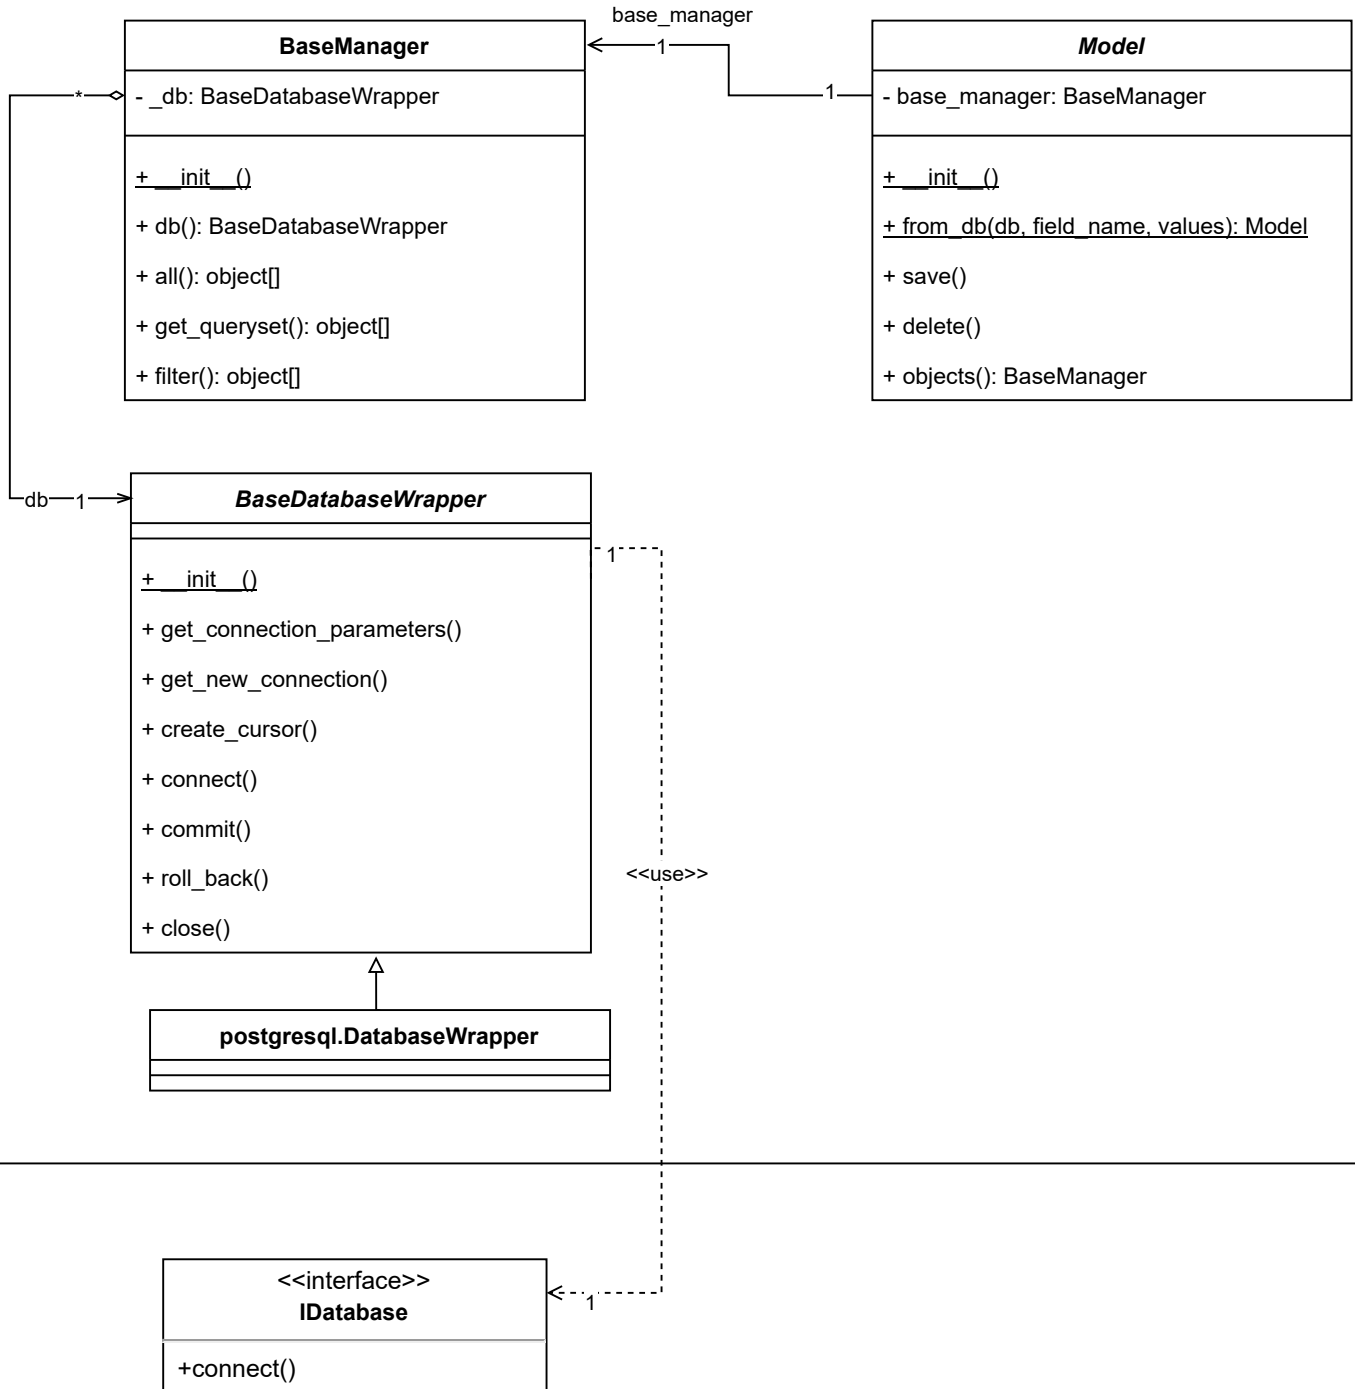 base_manager
BaseManager
1
Model
*
- _db: BaseDatabaseWrapper
1
- base_manager: BaseManager
+ __init__()
+ db(): BaseDatabaseWrapper
+ all(): object[]
+ get_queryset(): object[]
+ filter(): object[]
+ __init__()
+ from_db(db, field_name, values): Model
+ save()
+ delete()
+ objects(): BaseManager
db
1
BaseDatabaseWrapper
1
+ __init__()
+ get_connection_parameters()
+ get_new_connection()
+ create_cursor()
+ connect()
+ commit()
+ roll_back()
+ close()
<<use>>
postgresql.DatabaseWrapper
<<interface>>
IDatabase
1
+connect()